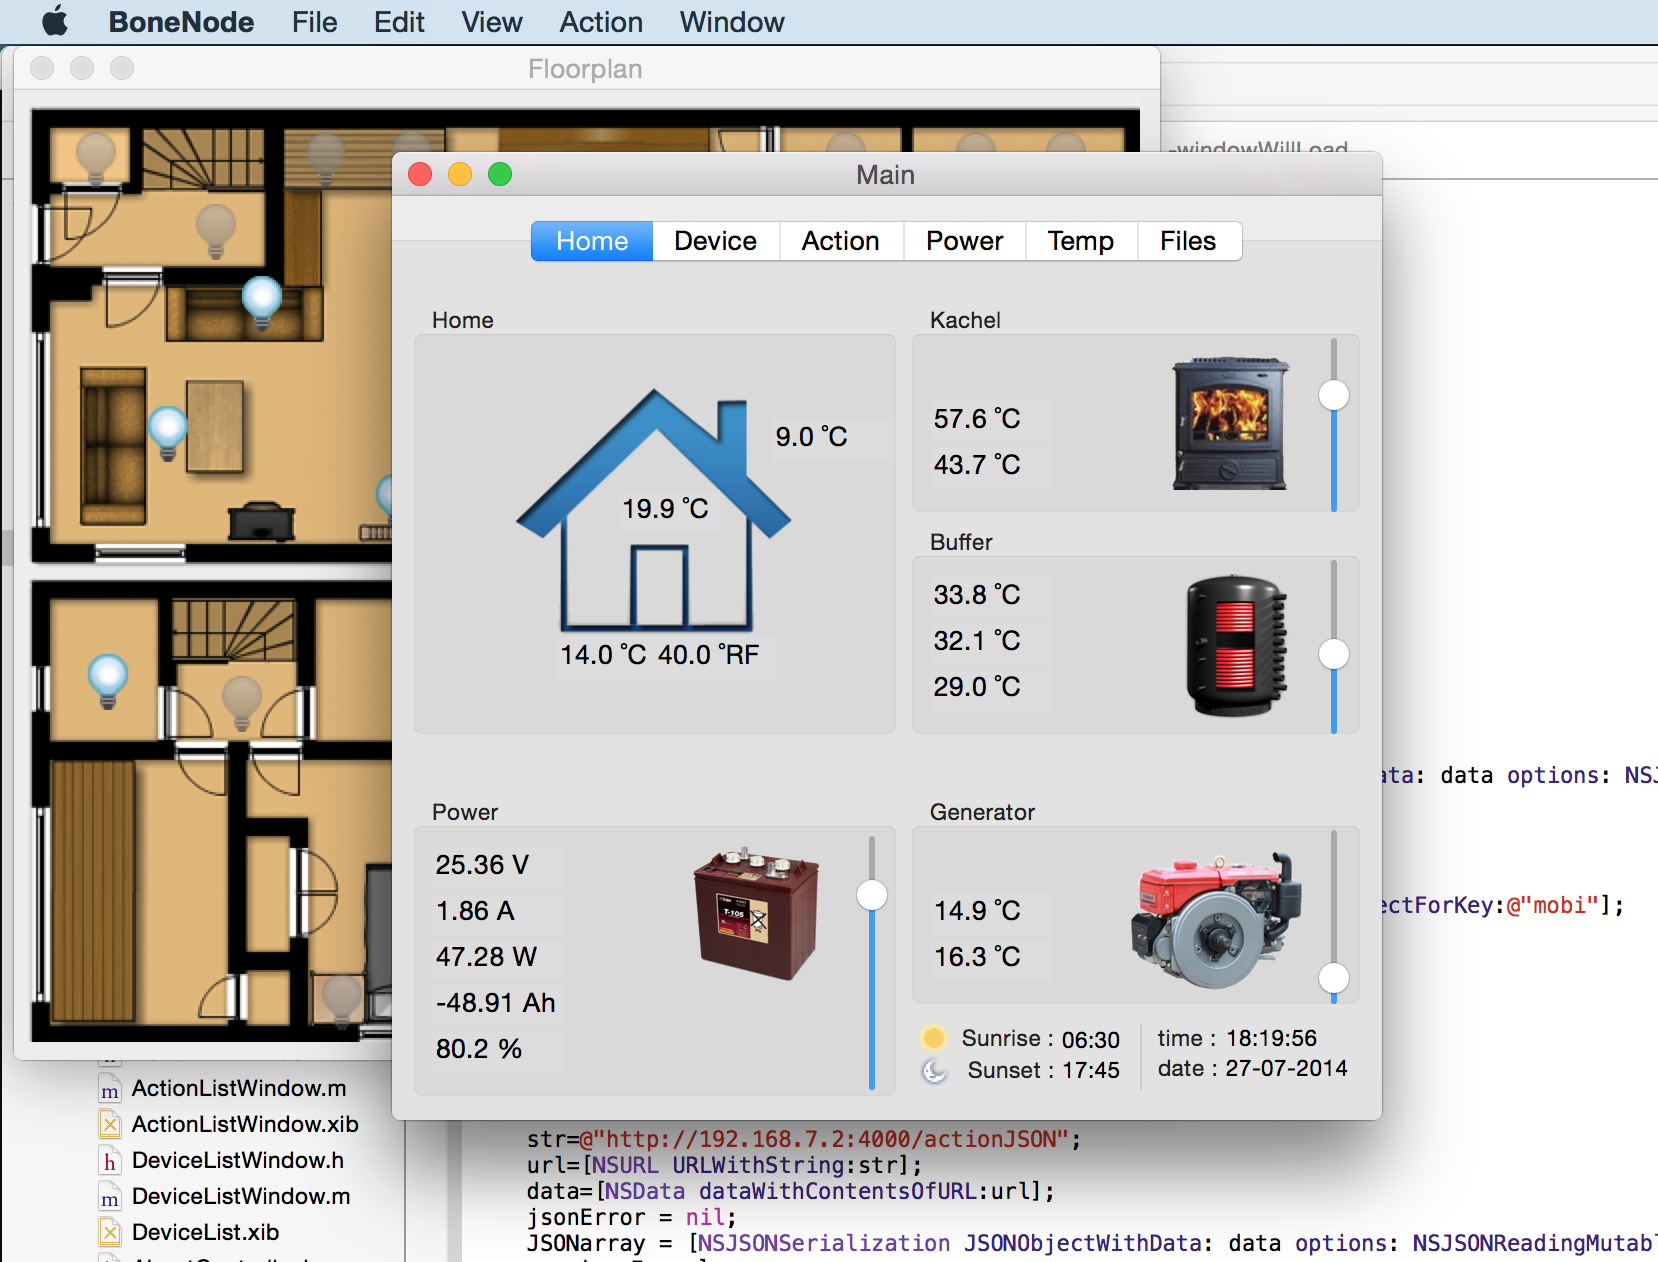 BoneNode File Edit View Action Window
Floorplan
-windowWillLoad
Main
Home Device Action Power Temp Files
Home
9.0 °C
19.9 °C
14.0 °C 40.0 °RF
Kachel
57.6 °C
43.7 °C
Buffer
33.8 °C
32.1 °C
29.0 °C
Power
25.36 V
1.86 A
47.28 W
-48.91 Ah
80.2 %
T-105
Generator
14.9 °C
16.3 °C
Sunrise : 06:30
Sunset : 17:45
time : 18:19:56
date : 27-07-2014
ata: data options: NSJ
ectForKey:@"mobi"];
m ActionListWindow.m
ActionListWindow.xib
h DeviceListWindow.h
m DeviceListWindow.m
DeviceList.xib
str=@"http://192.168.7.2:4000/actionJSON";
url=[NSURL URLWithString:str];
data=[NSData dataWithContentsOfURL:url];
jsonError = nil;
JSONarray = [NSJSONSerialization JSONObjectWithData: data options: NSJSONReadingMutabl